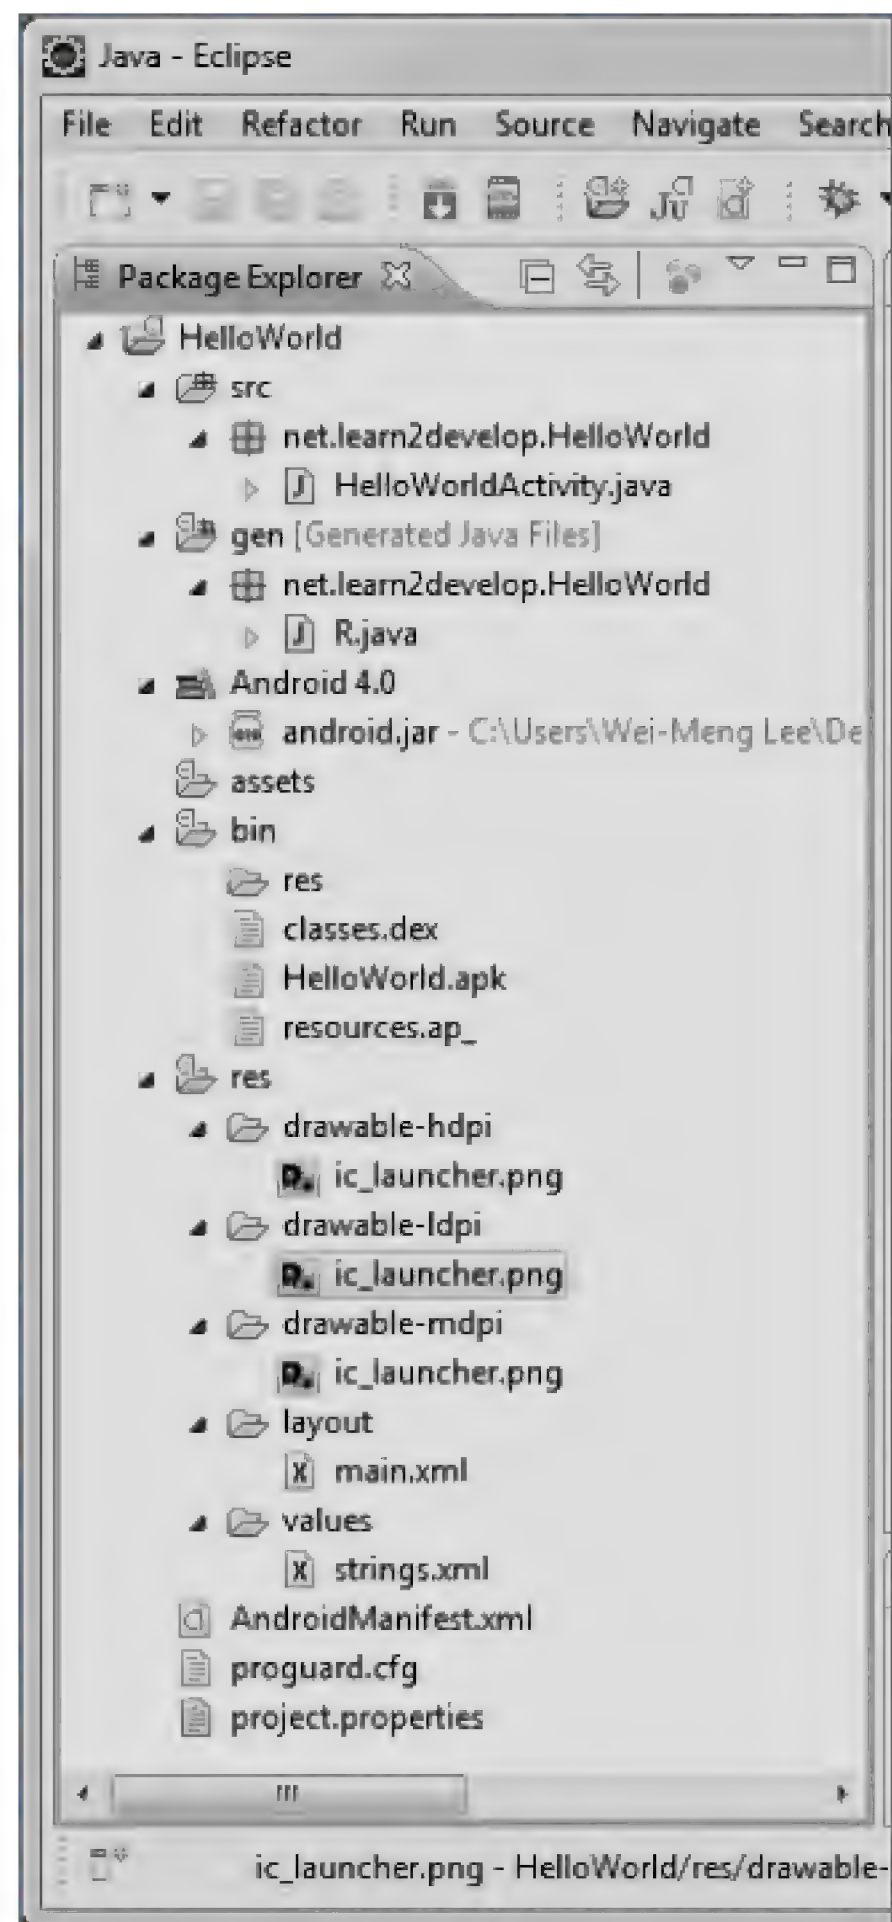 Java - Eclipse
File Edit Refactor Run Source Navigate Search
Package Explorer
HelloWorld
src
net.learn2develop.HelloWorld
HelloWorldActivity.java
gen [Generated Java Files]
net.learn2develop.HelloWorld
R.java
Android 4.0
android.jar - C:\Users\Wei-Meng Lee\De
assets
bin
res
classes.dex
HelloWorld.apk
resources.ap_
res
drawable-hdpi
ic_launcher.png
drawable-ldpi
ic_launcher.png
drawable-mdpi
ic_launcher.png
layout
main.xml
values
strings.xml
AndroidManifest.xml
proguard.cfg
project.properties
ic_launcher.png - HelloWorld/res/drawable-